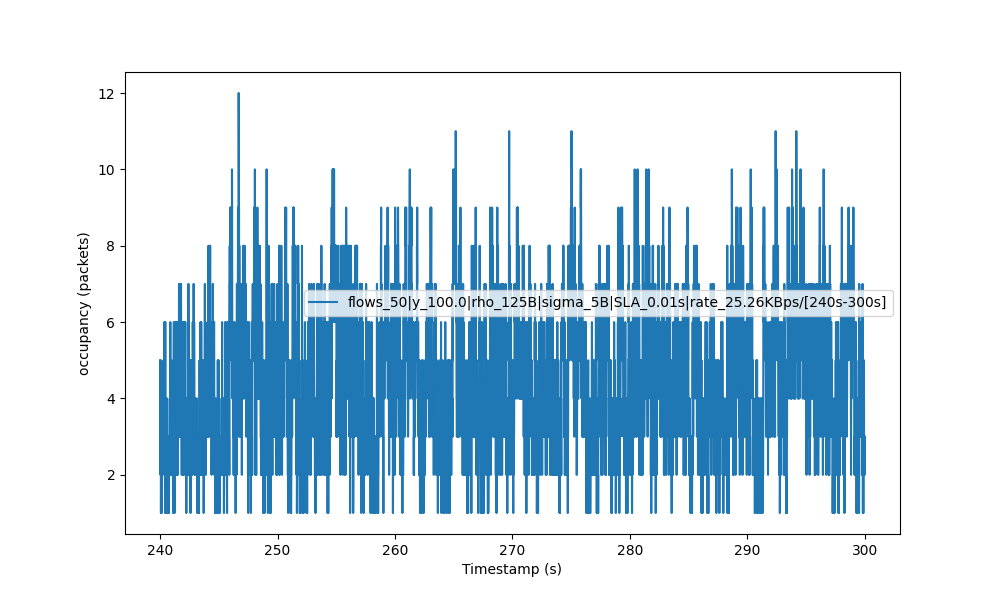 12
10
8
6
4
2
occupancy (packets)
flows_50|y_100.0|rho_125B|sigma_5B|SLA_0.01s|rate_25.26KBps/[240s-300s]
240 250 260 270 280 290 300
Timestamp (s)